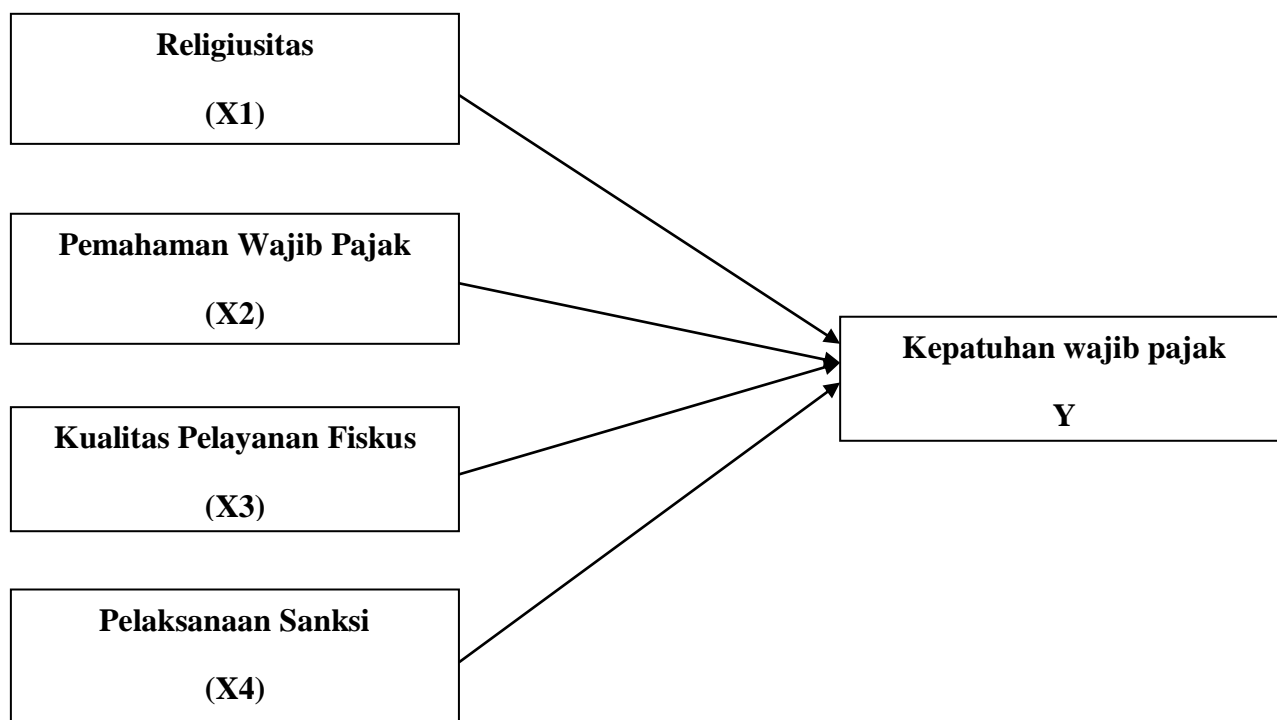 Religiusitas
(X1)
Pemahaman Wajib Pajak
(X2)
Kualitas Pelayanan Fiskus
(X3)
Pelaksanaan Sanksi
(X4)
Kepatuhan wajib pajak
Y